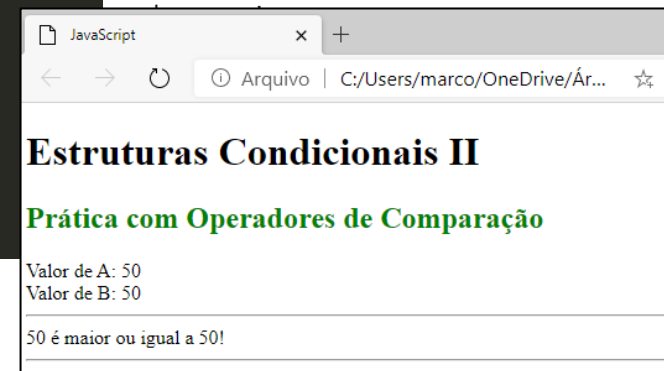 JavaScript
Arquivo C:/Users/marco/OneDrive/Ár...
Estruturas Condicionais II
Prática com Operadores de Comparação
Valor de A: 50
Valor de B: 50
50 é maior ou igual a 50!